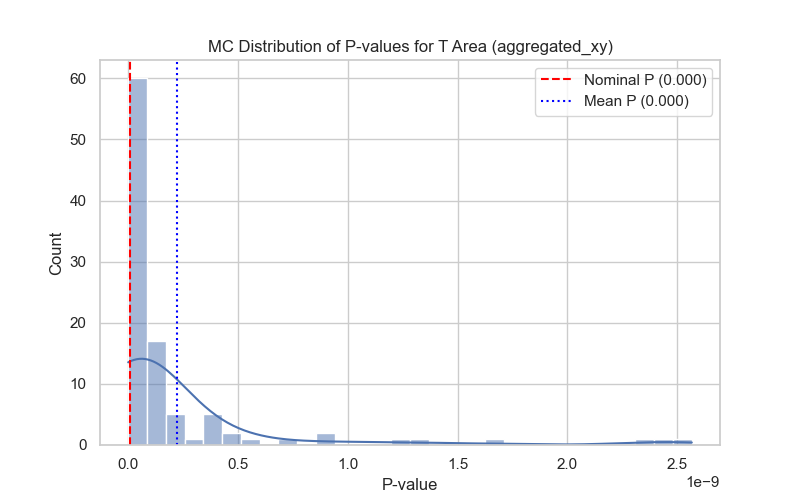 MC Distribution of P-values for T Area (aggregated_xy)
Nominal P (0.000)
Mean P (0.000)
60
50
40
30
20
10
0
Count
0.0 0.5 1.0 1.5 2.0 2.5
1e−9
P-value